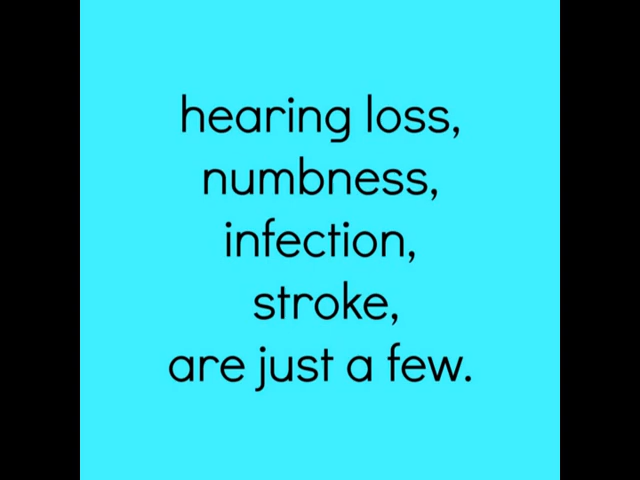 hearing loss,
numbness,
infection,
stroke,
are just a few.